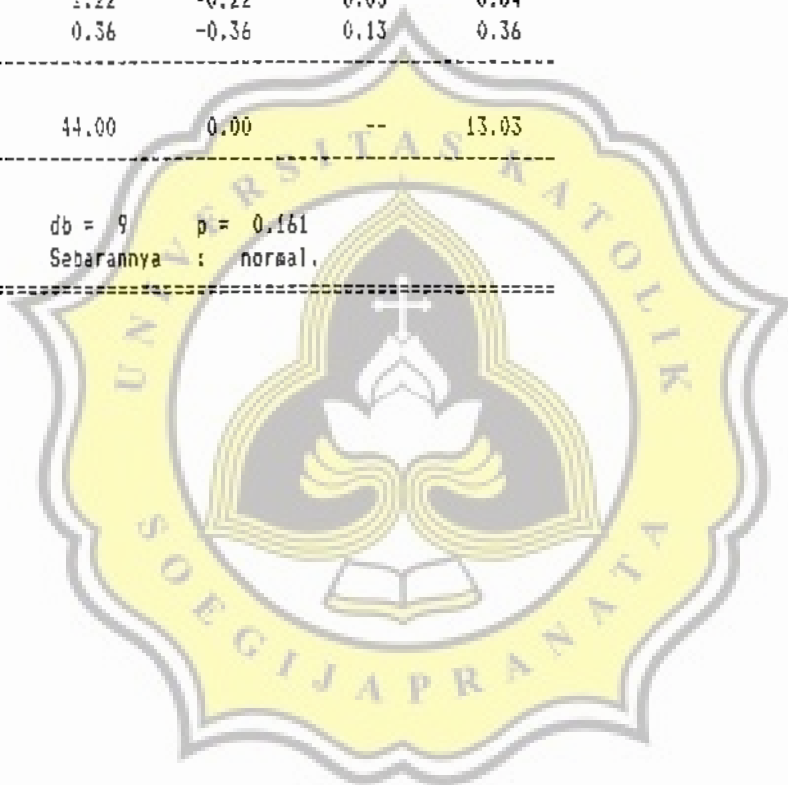 0.36 -0.36 0.13 0.36
44.00 0.00 -- 13.03
db = 9 p = 0.161
Sebarannya : normal.
UNIVERSITAS KATOLIK
SOEGIJAPRANATA